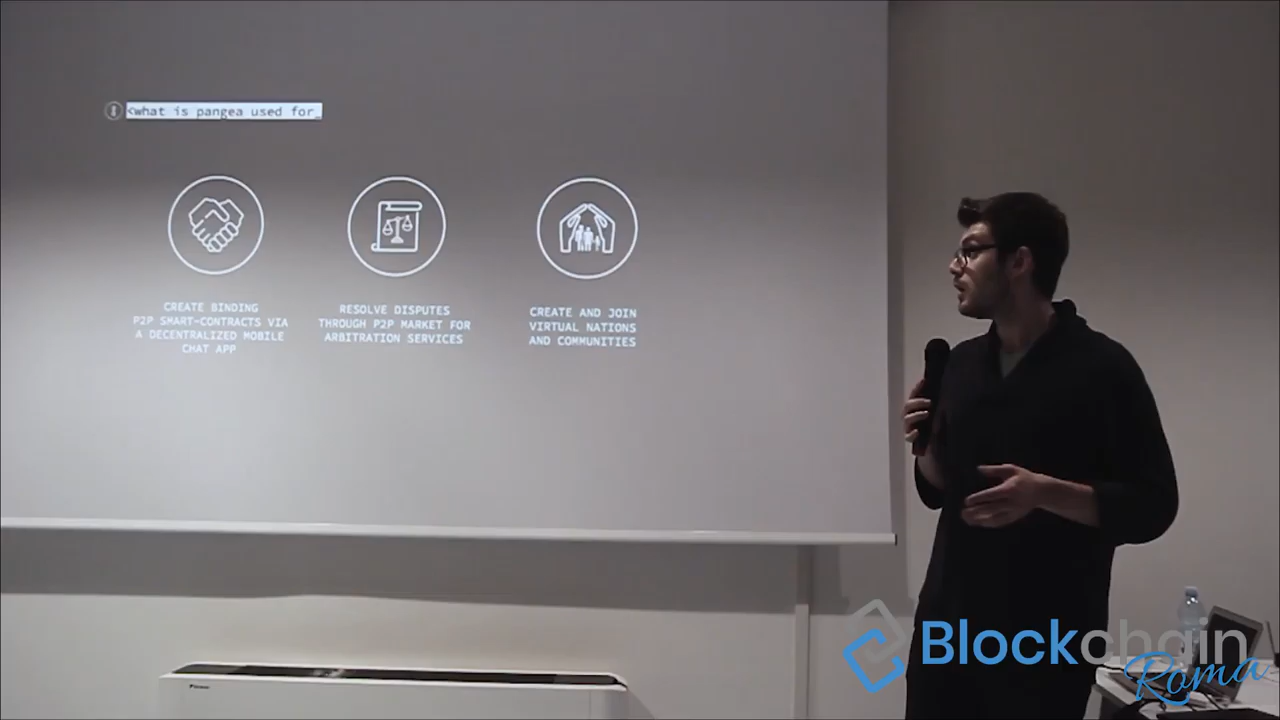 <what is pangea used for_
CREATE BINDING
P2P SMART-CONTRACTS VIA
A DECENTRALIZED MOBILE
CHAT APP
RESOLVE DISPUTES
THROUGH P2P MARKET FOR
ARBITRATION SERVICES
CREATE AND JOIN
VIRTUAL NATIONS
AND COMMUNITIES
Blockchain
Roma